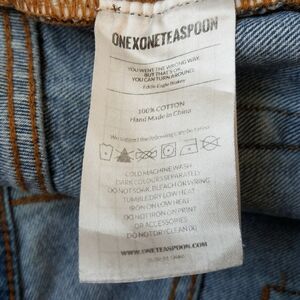 ONEXONETEASPOON
YOU WENT THE WRONG WAY.
BUT THAT'S OK...
YOU CAN TURN AROUND.
100% COTTON
Hand Made in China
COLD MACHINE WASH
DARK COLOURS SEPARATELY
DO NOT SOAK, BLEACH OR WRING
TUMBLE DRY LOW HEAT
IRON ON LOW HEAT
DO NOT IRON ON PRINT
OR ACCESSORIES
DO NOT DRY CLEAN (X)
WWW.ONETEASPOON.COM